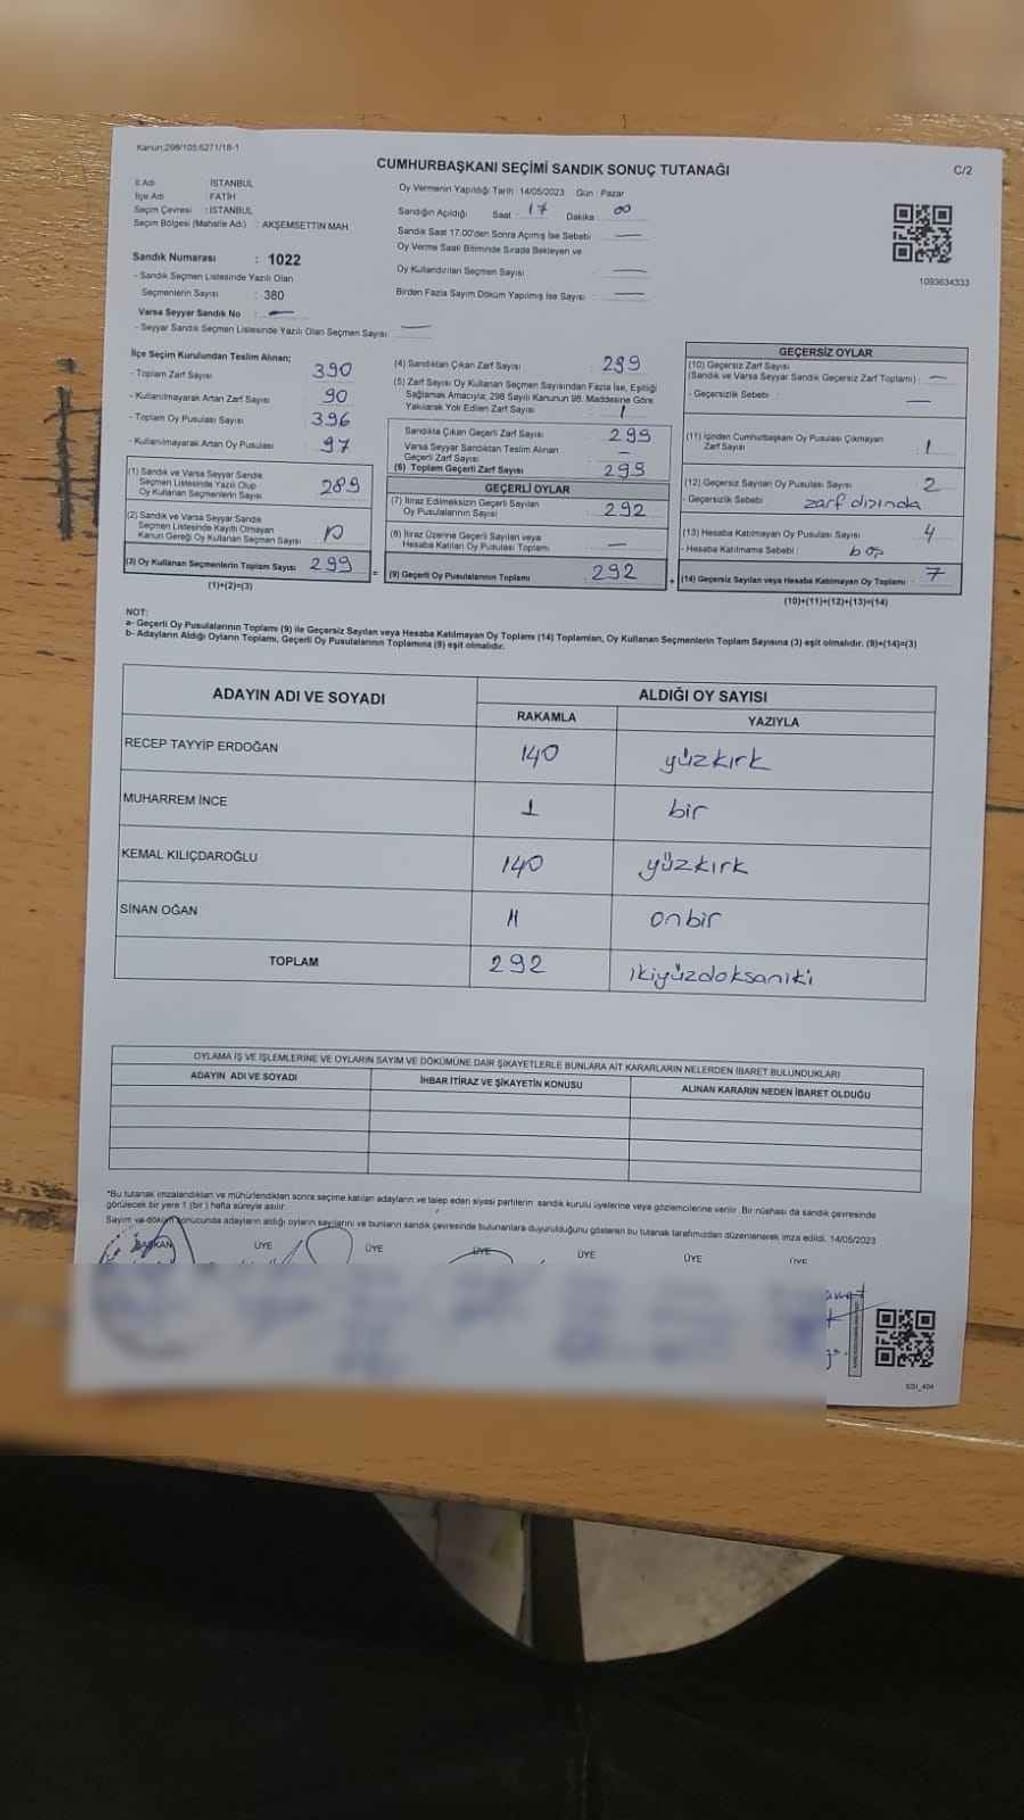 Kanun:298/105;6271/18-1
CUMHURBAŞKANI SEÇİMİ SANDIK SONUÇ TUTANAĞI
C/2
İl Adı : İSTANBUL
İlçe Adı : FATİH
Seçim Çevresi : İSTANBUL
Seçim Bölgesi (Mahalle Adı) : AKŞEMSETTİN MAH
Sandık Numarası : 1022
- Sandık Seçmen Listesinde Yazılı Olan
Seçmenlerin Sayısı : 380
Varsa Seyyar Sandık No : —
- Seyyar Sandık Seçmen Listesinde Yazılı Olan Seçmen Sayısı: —
Oy Vermenin Yapıldığı Tarih : 14/05/2023 Gün : Pazar
Sandığın Açıldığı Saat : 17 Dakika : 00
Sandık Saat 17.00'den Sonra Açımış İse Sebebi : —
Oy Verme Saati Bitiminde Sırada Bekleyen ve
Oy Kullandırılan Seçmen Sayısı : —
Birden Fazla Sayım Döküm Yapılmış İse Sayısı : —
1093634333
İlçe Seçim Kurulundan Teslim Alınan;
- Toplam Zarf Sayısı 390
- Kullanılmayarak Artan Zarf Sayısı 90
- Toplam Oy Pusulası Sayısı 396
- Kullanılmayarak Artan Oy Pusulası 97
(1) Sandık ve Varsa Seyyar Sandık
Seçmen Listesinde Yazılı Olup
Oy Kullanan Seçmenlerin Sayısı 289
(2) Sandık ve Varsa Seyyar Sandık
Seçmen Listesinde Kayıtlı Olmayan
Kanun Gereği Oy Kullanan Seçmen Sayısı
(3) Oy Kullanan Seçmenlerin Toplam Sayısı 299
(1)+(2)=(3)
(4) Sandıktan Çıkan Zarf Sayısı 299
(5) Zarf Sayısı Oy Kullanan Seçmen Sayısından Fazla İse, Eşitliği
Sağlamak Amacıyla; 298 Sayılı Kanunun 98. Maddesine Göre
Yakılarak Yok Edilen Zarf Sayısı
Sandıkta Çıkan Geçerli Zarf Sayısı 299
Varsa Seyyar Sandıktan Teslim Alınan
Geçerli Zarf Sayısı —
(6) Toplam Geçerli Zarf Sayısı 299
GEÇERLİ OYLAR
(7) İtiraz Edilmeksizin Geçerli Sayılan
Oy Pusulalarının Sayısı 292
(8) İtiraz Üzerine Geçerli Sayılan veya
Hesaba Katılan Oy Pusulası Toplamı —
(9) Geçerli Oy Pusulalarının Toplamı 292
GEÇERSİZ OYLAR
(10) Geçersiz Zarf Sayısı
(Sandık ve Varsa Seyyar Sandık Geçersiz Zarf Toplamı) : —
- Geçersizlik Sebebi : —
(11) İçinden Cumhurbaşkanı Oy Pusulası Çıkmayan
Zarf Sayısı : 1
(12) Geçersiz Sayılan Oy Pusulası Sayısı 2
- Geçersizlik Sebebi zarf dışında
(13) Hesaba Katılmayan Oy Pusulası Sayısı 4
- Hesaba Katılmama Sebebi : boş
(14) Geçersiz Sayılan veya Hesaba Katılmayan Oy Toplamı : 7
(10)+(11)+(12)+(13)=(14)
NOT:
a- Geçerli Oy Pusulalarının Toplamı (9) ile Geçersiz Sayılan veya Hesaba Katılmayan Oy Toplamı (14) Toplamları, Oy Kullanan Seçmenlerin Toplam Sayısına (3) eşit olmalıdır. (9)+(14)=(3)
b- Adayların Aldığı Oyların Toplamı, Geçerli Oy Pusulalarının Toplamına (9) eşit olmalıdır.
ADAYIN ADI VE SOYADI ALDIĞI OY SAYISI
RAKAMLA YAZIYLA
RECEP TAYYİP ERDOĞAN 140 yüzkırk
MUHARREM İNCE 1 bir
KEMAL KILIÇDAROĞLU 140 yüzkırk
SİNAN OĞAN 11 onbir
TOPLAM 292 ikiyüzdoksaniki
OYLAMA İŞ VE İŞLEMLERİNE VE OYLARIN SAYIM VE DÖKÜMÜNE DAİR ŞİKAYETLERLE BUNLARA AİT KARARLARIN NELERDEN İBARET BULUNDUKLARI
ADAYIN ADI VE SOYADI İHBAR İTİRAZ VE ŞİKAYETİN KONUSU ALINAN KARARIN NEDEN İBARET OLDUĞU
*Bu tutanak imzalandıktan ve mühürlendikten sonra seçime katılan adayların ve talep eden siyasi partilerin sandık kurulu üyelerine veya gözlemcilerine verilir. Bir nüshası da sandık çevresinde
görülecek bir yere 1 (bir) hafta süreyle asılır.
Sayım ve döküm sonucunda adayların aldığı oyların sayılarını ve bunların sandık çevresinde bulunanlara duyurulduğunu gösteren bu tutanak tarafımızdan düzenlenerek imza edildi. 14/05/2023
BAŞKAN ÜYE ÜYE ÜYE ÜYE ÜYE ÜYE